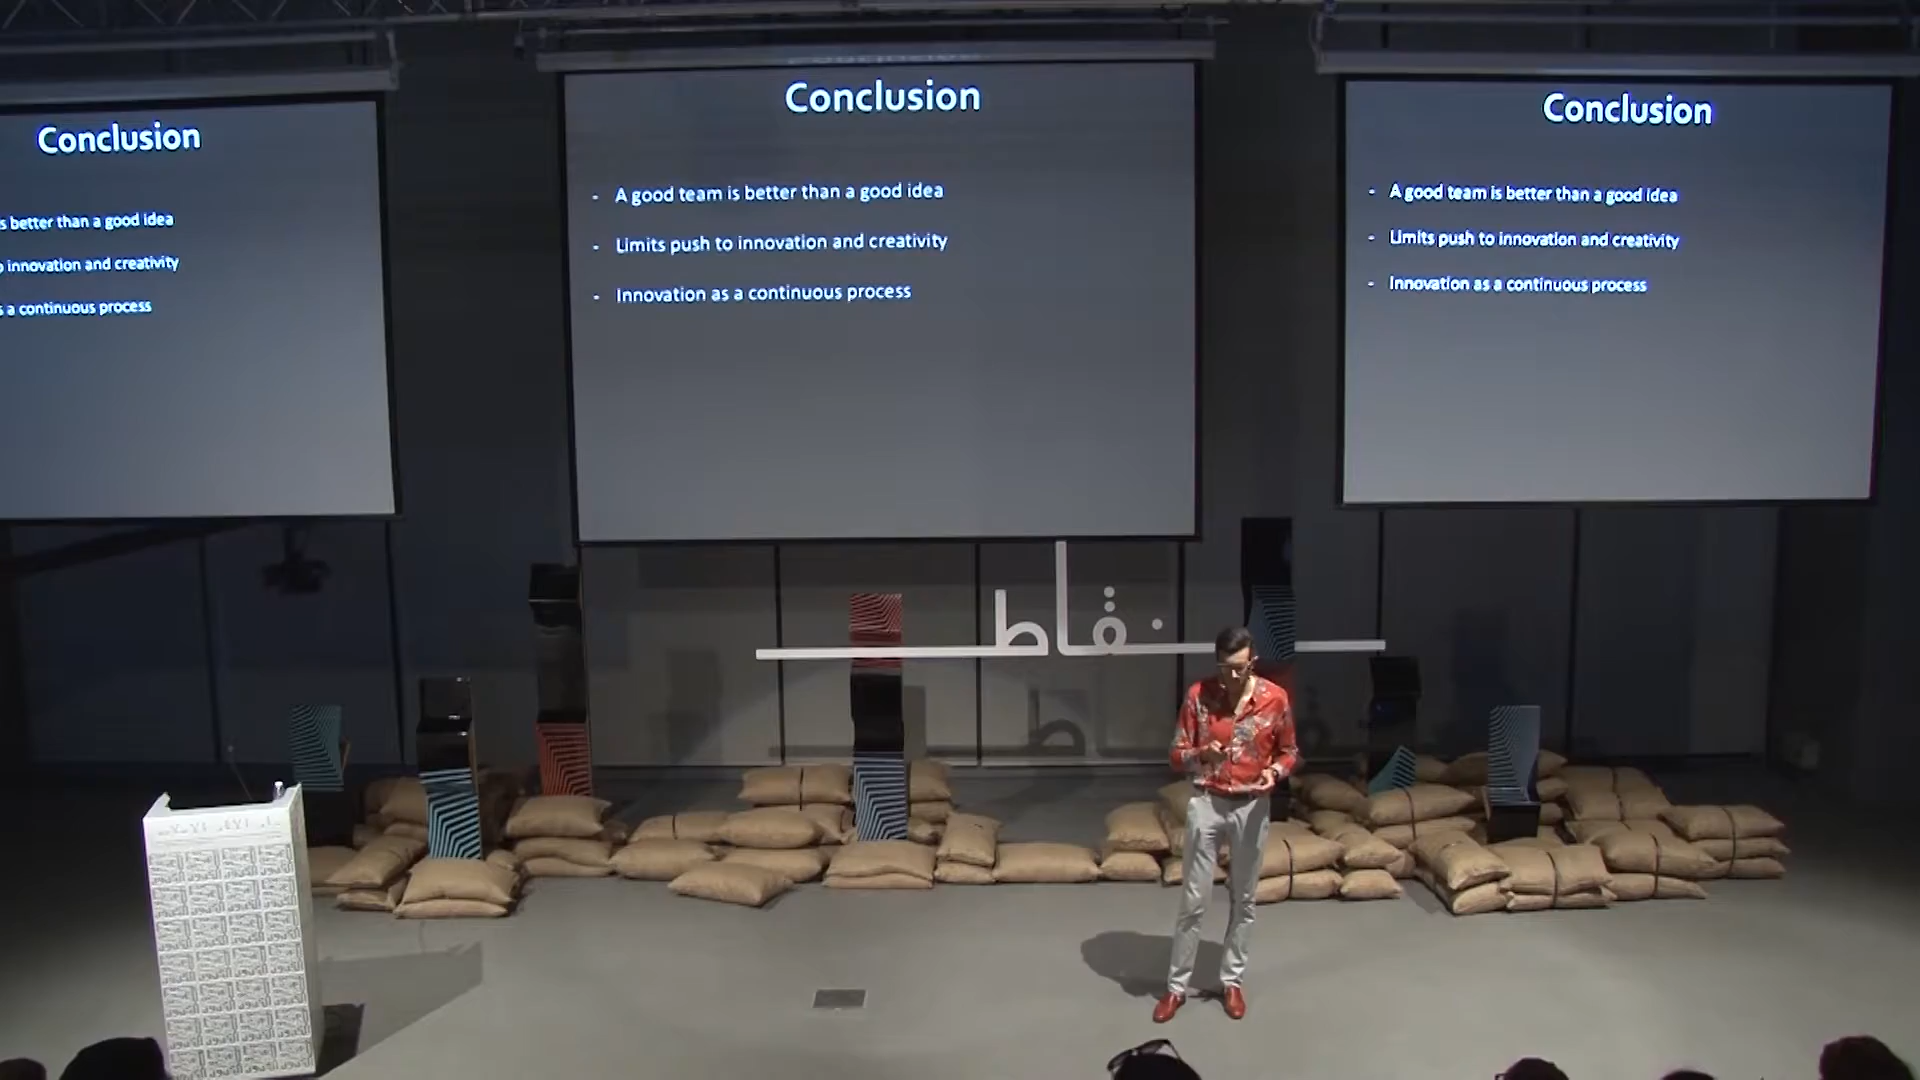 Conclusion
s better than a good idea
innovation and creativity
a continuous process
Conclusion
- A good team is better than a good idea
- Limits push to innovation and creativity
- Innovation as a continuous process
Conclusion
- A good team is better than a good idea
- Limits push to innovation and creativity
- Innovation as a continuous process
نقاط